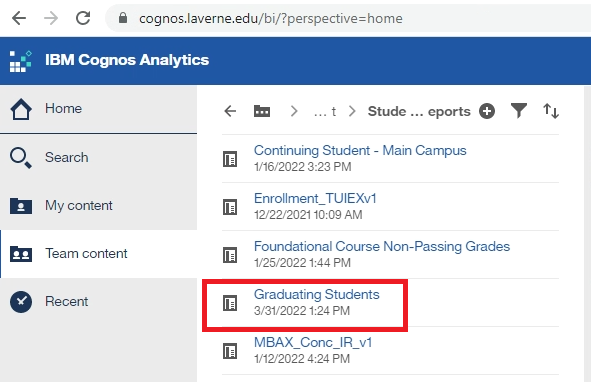 cognos.laverne.edu/bi/?perspective=home
IBM Cognos Analytics
Home
Search
My content
Team content
Recent
... t
Stude ... eports
Continuing Student - Main Campus
1/16/2022 3:23 PM
Enrollment_TUIEXv1
12/22/2021 10:09 AM
Foundational Course Non-Passing Grades
1/25/2022 1:44 PM
Graduating Students
3/31/2022 1:24 PM
MBAX_Conc_IR_v1
1/12/2022 4:24 PM